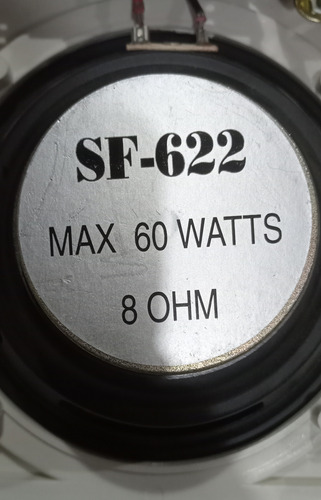 SF-622
MAX 60 WATTS
8 OHM